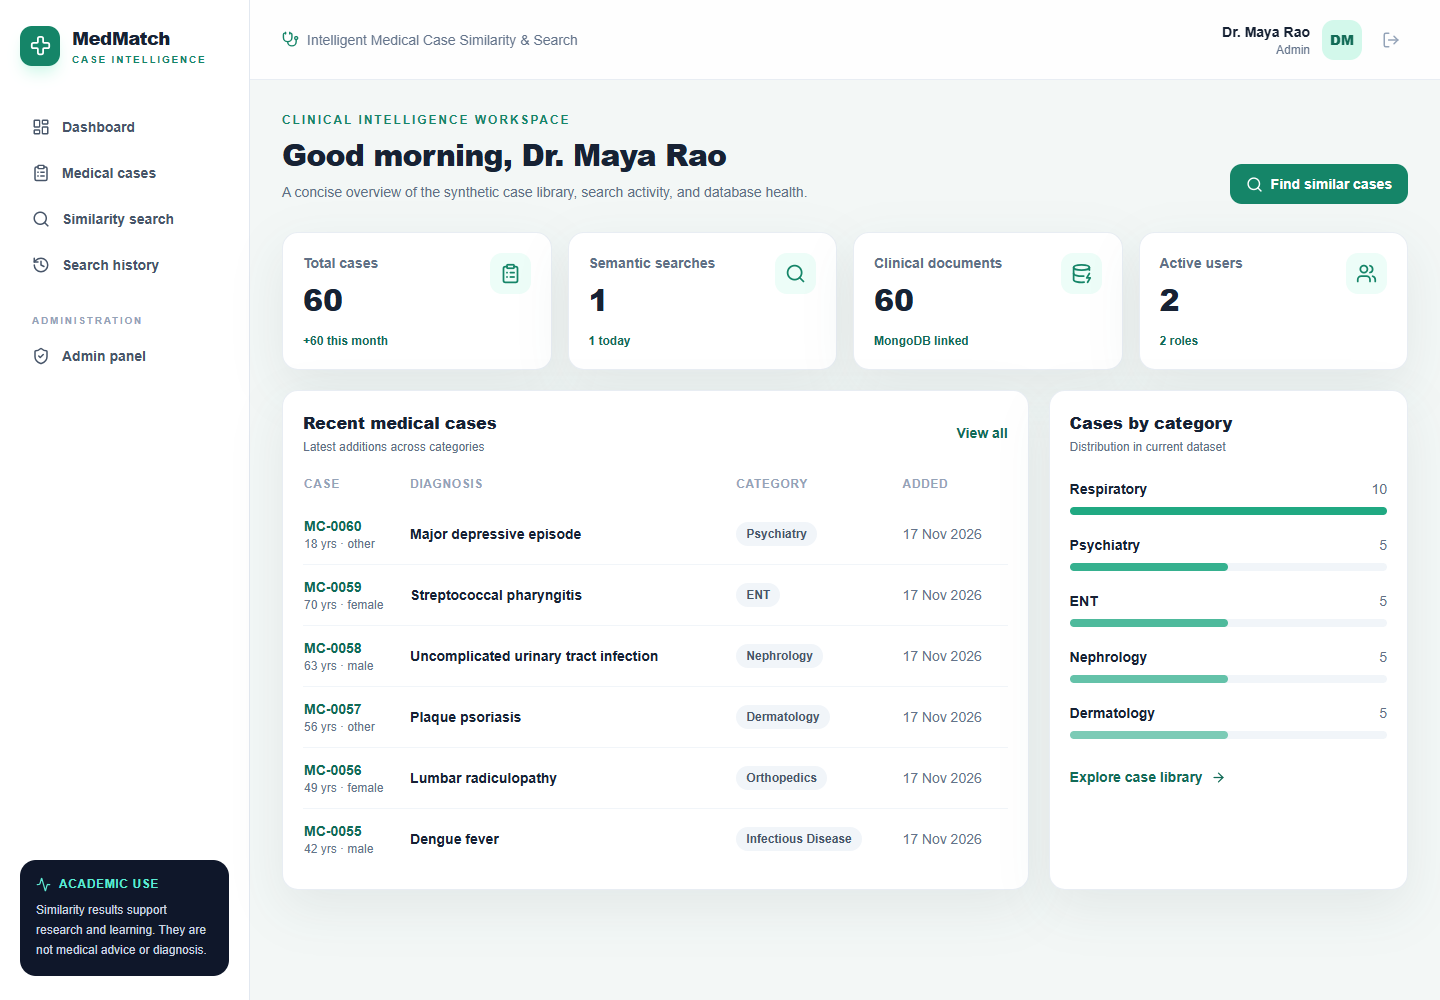 MedMatch
CASE INTELLIGENCE
Dashboard
Medical cases
Similarity search
Search history
ADMINISTRATION
Admin panel
ACADEMIC USE
Similarity results support
research and learning. They are
not medical advice or diagnosis.
Intelligent Medical Case Similarity & Search
Dr. Maya Rao
Admin
DM
CLINICAL INTELLIGENCE WORKSPACE
Good morning, Dr. Maya Rao
A concise overview of the synthetic case library, search activity, and database health.
Find similar cases
Total cases
60
+60 this month
Semantic searches
1
1 today
Clinical documents
60
MongoDB linked
Active users
2
2 roles
Recent medical cases
Latest additions across categories
View all
CASE DIAGNOSIS CATEGORY ADDED
MC-0060
18 yrs · other
Major depressive episode Psychiatry 17 Nov 2026
MC-0059
70 yrs · female
Streptococcal pharyngitis ENT 17 Nov 2026
MC-0058
63 yrs · male
Uncomplicated urinary tract infection Nephrology 17 Nov 2026
MC-0057
56 yrs · other
Plaque psoriasis Dermatology 17 Nov 2026
MC-0056
49 yrs · female
Lumbar radiculopathy Orthopedics 17 Nov 2026
MC-0055
42 yrs · male
Dengue fever Infectious Disease 17 Nov 2026
Cases by category
Distribution in current dataset
Respiratory 10
Psychiatry 5
ENT 5
Nephrology 5
Dermatology 5
Explore case library